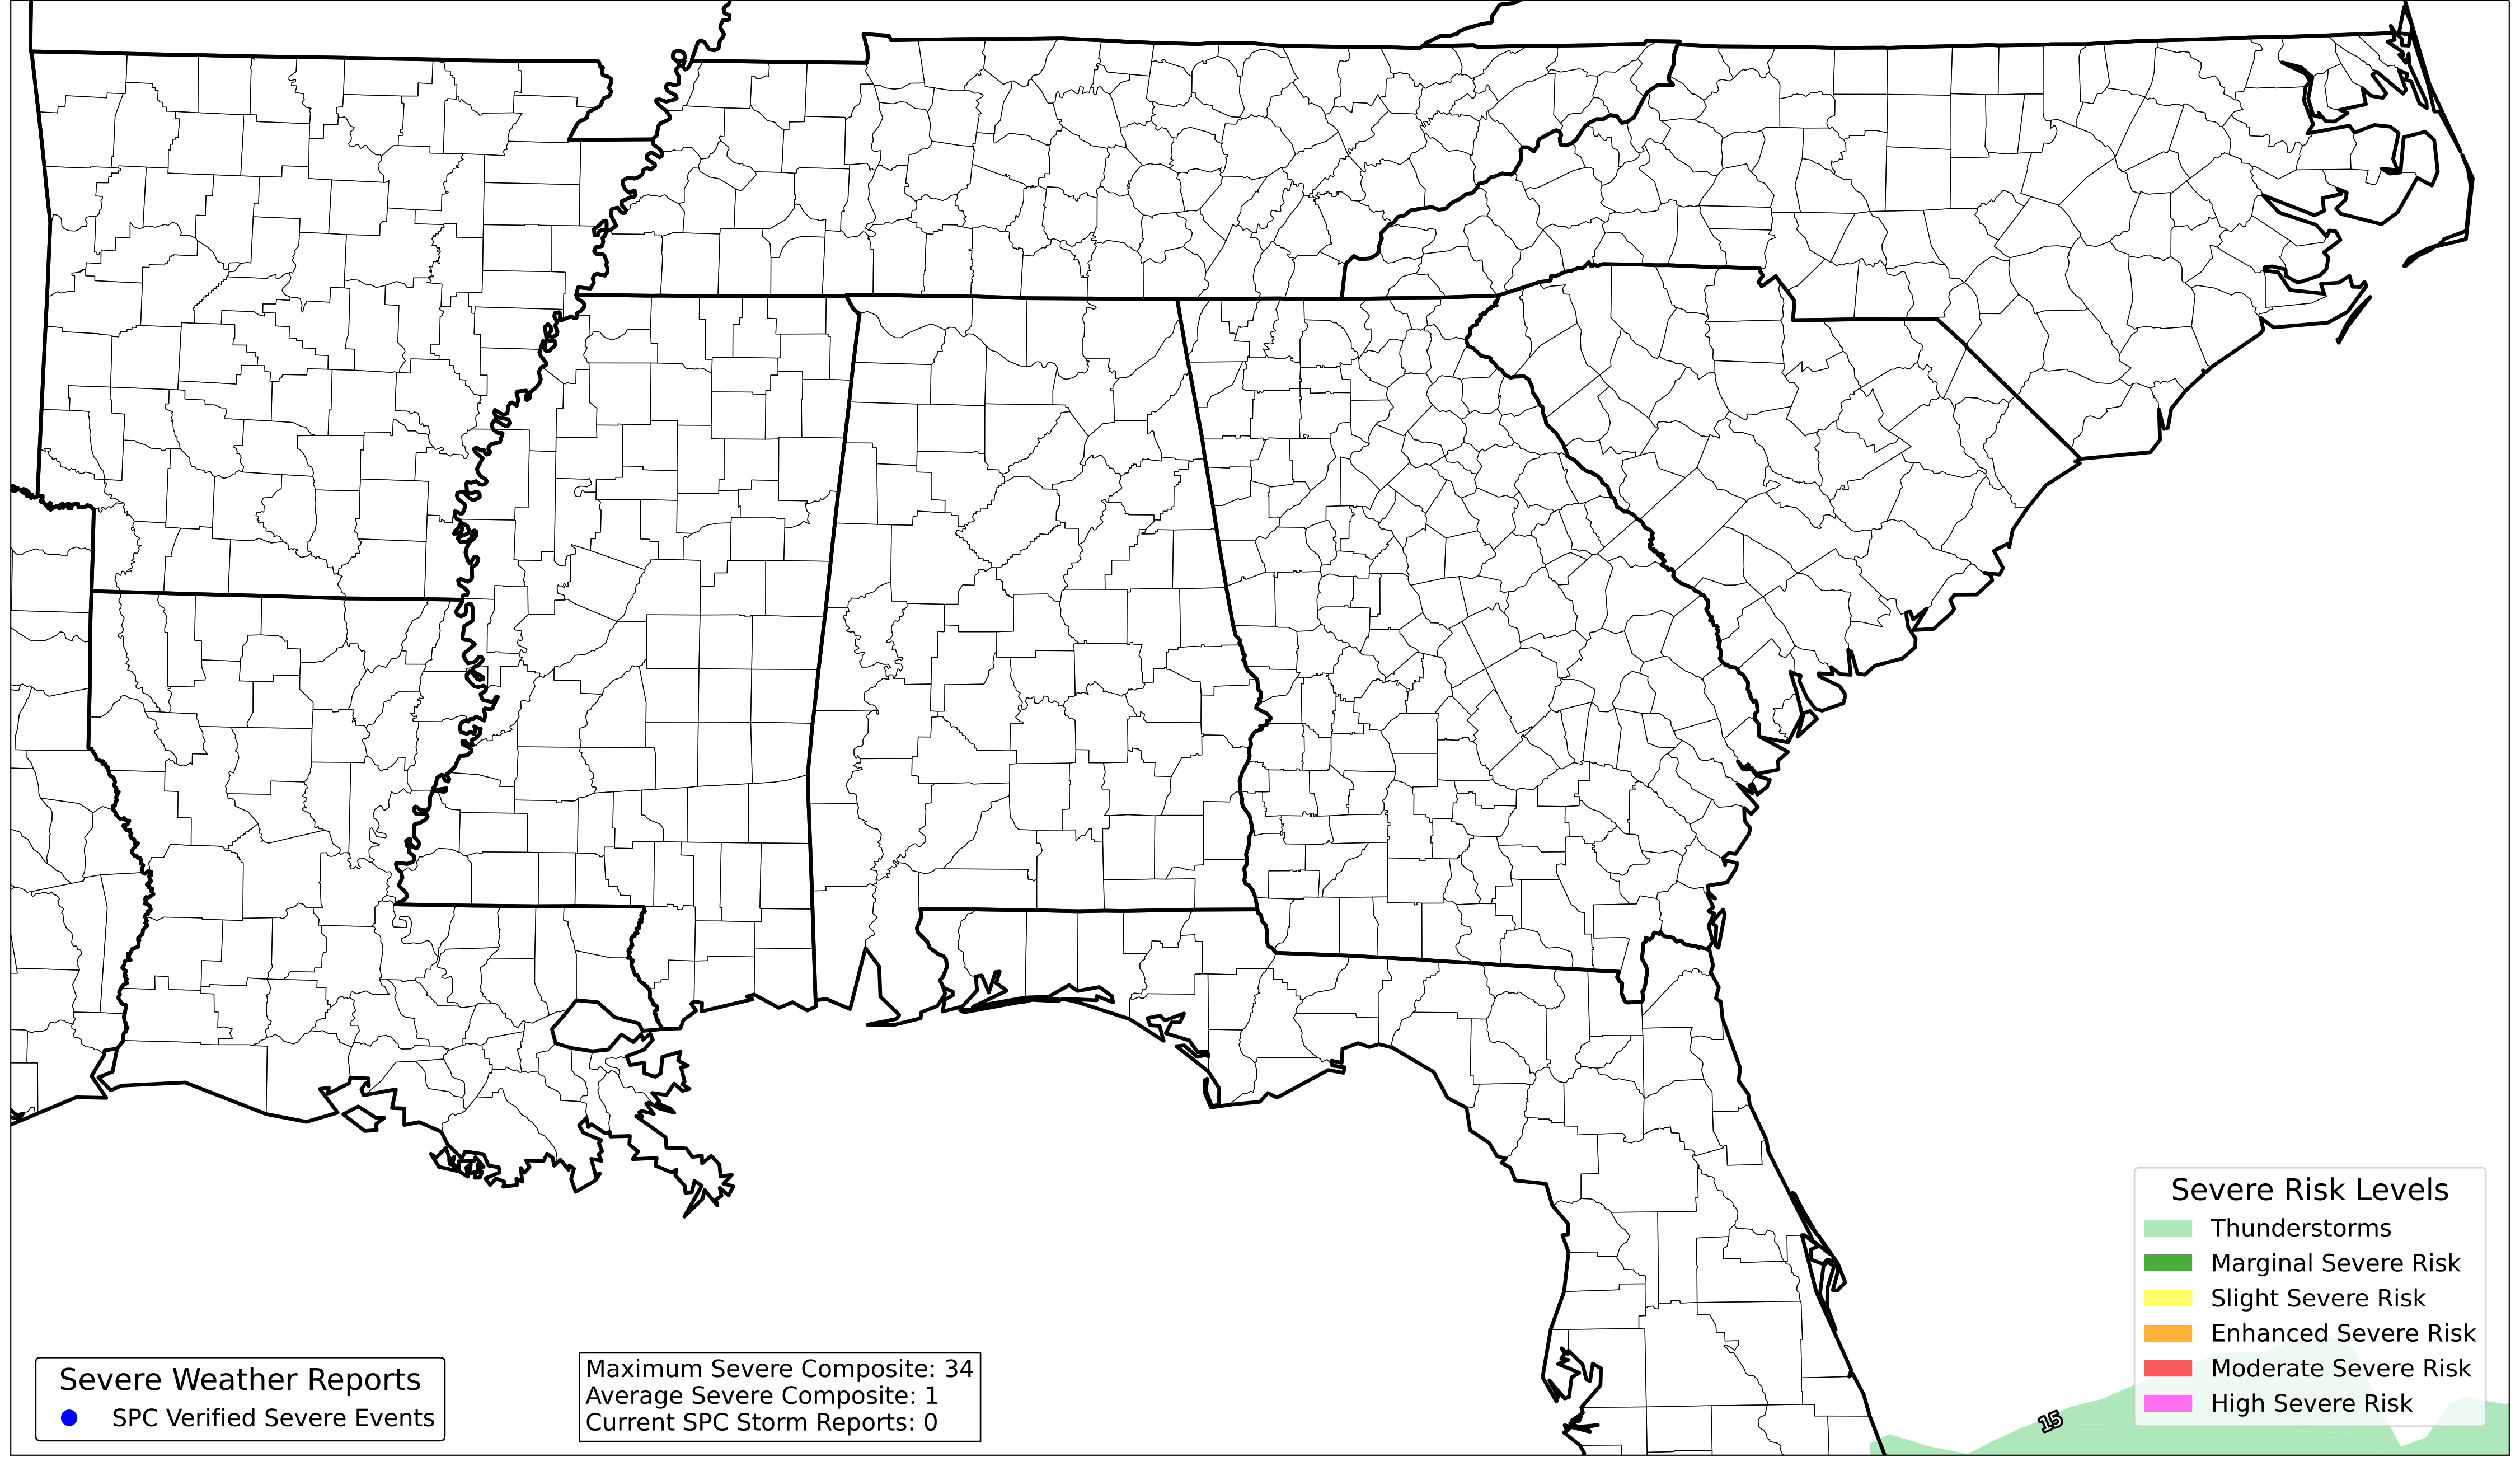 Severe Risk Levels
Thunderstorms
Marginal Severe Risk
Slight Severe Risk
Enhanced Severe Risk
Moderate Severe Risk
High Severe Risk
15
Severe Weather Reports
SPC Verified Severe Events
Maximum Severe Composite: 34
Average Severe Composite: 1
Current SPC Storm Reports: 0